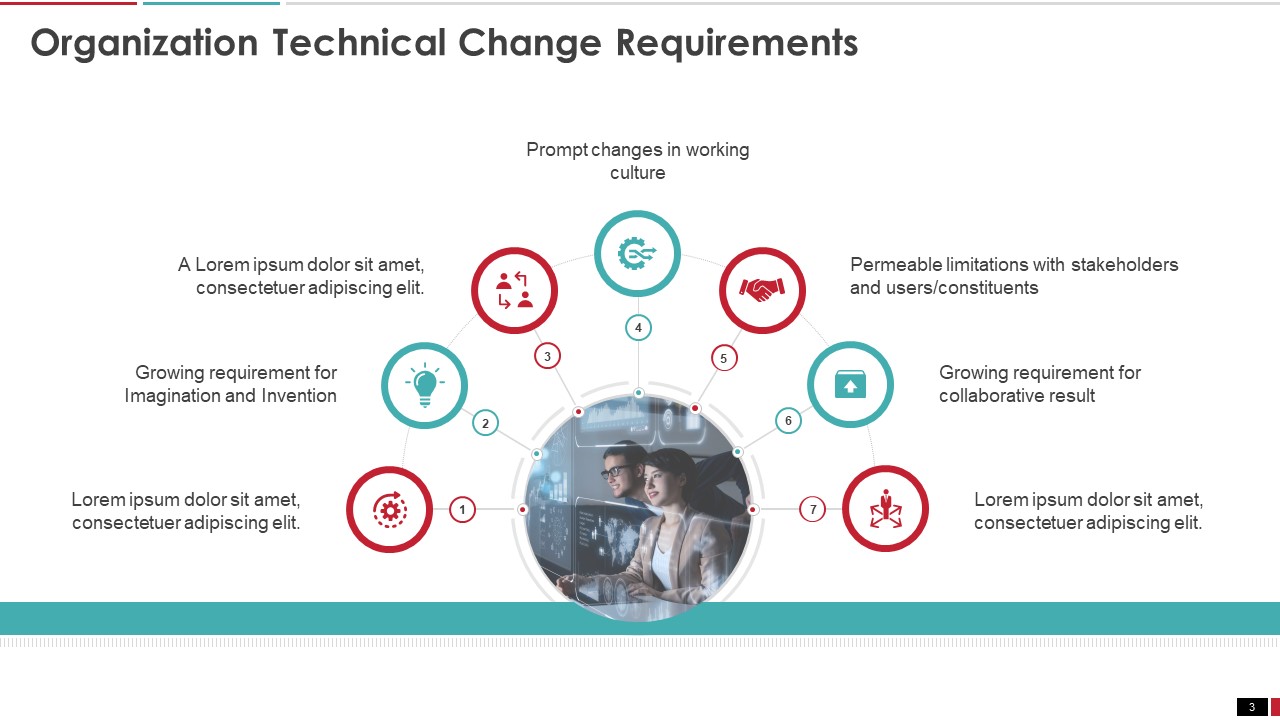 Organization Technical Change Requirements
Prompt changes in working
culture
A Lorem ipsum dolor sit amet,
consectetuer adipiscing elit.
Permeable limitations with stakeholders
and users/constituents
4
3
5
Growing requirement for
Imagination and Invention
Growing requirement for
collaborative result
2
6
Lorem ipsum dolor sit amet,
consectetuer adipiscing elit.
1
7
Lorem ipsum dolor sit amet,
consectetuer adipiscing elit.
3